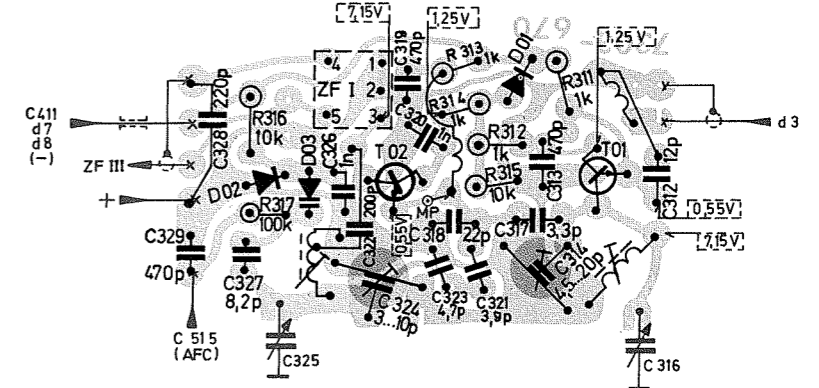 7,15V
1,25V
C319
470p
R 313
1k
D01
1,25V
4
1
ZF I
2
5
3
C411
d7
d8
(−)
220p
C328
R316
10k
C320
1n
R314
1k
R311
1k
R312
1k
470p
C313
T01
12p
C312
d 3
ZF III
D03
C326
1n
T02
R315
10k
D02
R317
100k
200p
C322
0,55V
MP
C318
22p
C317
3,3p
0,55V
7,15V
+
C329
470p
C327
8,2p
C324
3...10p
C323
4,7p
C321
3,9p
C314
4,5...20p
C 515
(AFC)
C325
C 316